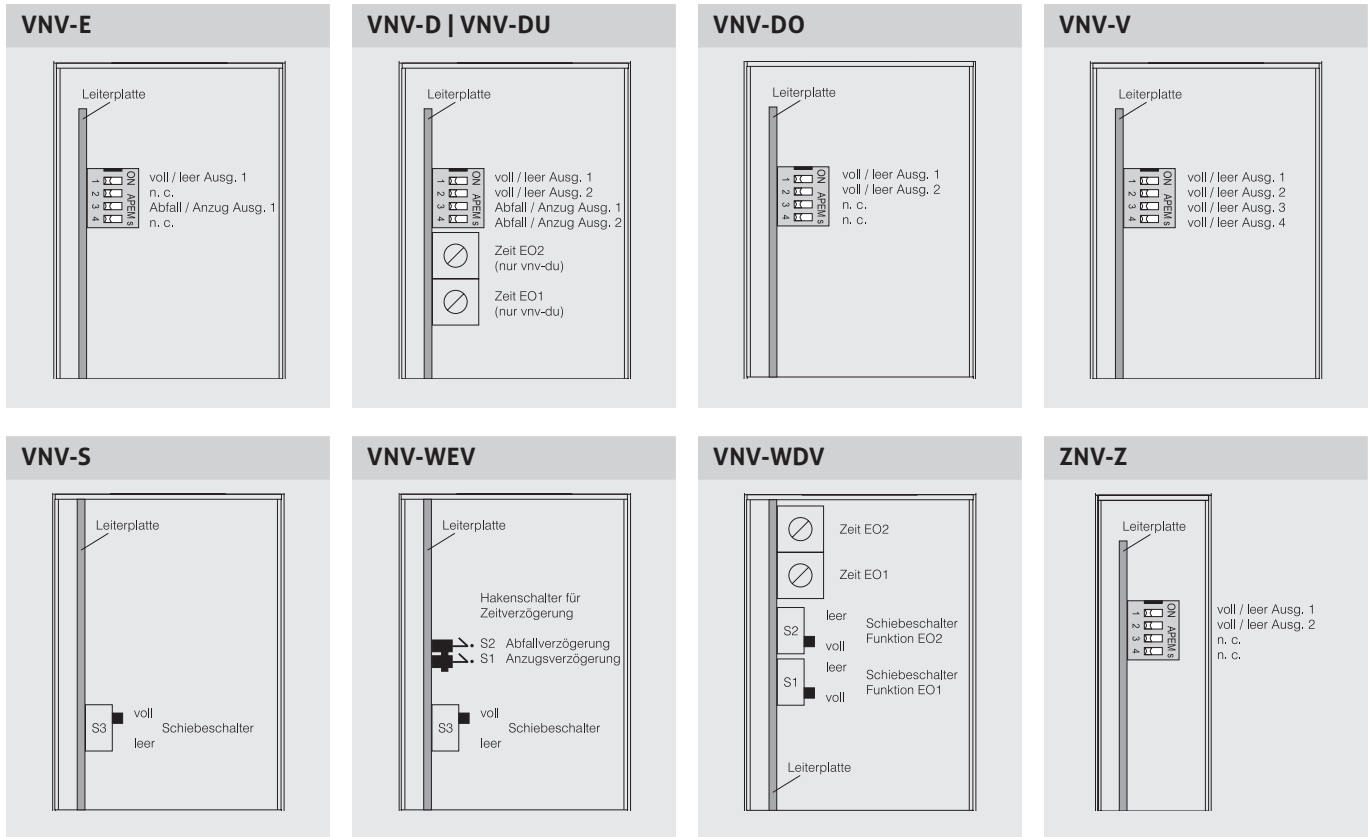 VNV-E
Leiterplatte
ON APEM s
1 2 3 4
voll / leer Ausg. 1
n. c.
Abfall / Anzug Ausg. 1
n. c.
VNV-D | VNV-DU
Leiterplatte
ON APEM s
1 2 3 4
voll / leer Ausg. 1
voll / leer Ausg. 2
Abfall / Anzug Ausg. 1
Abfall / Anzug Ausg. 2
Zeit EO2
(nur vnv-du)
Zeit EO1
(nur vnv-du)
VNV-DO
Leiterplatte
ON APEM s
1 2 3 4
voll / leer Ausg. 1
voll / leer Ausg. 2
n. c.
n. c.
VNV-V
Leiterplatte
ON APEM s
1 2 3 4
voll / leer Ausg. 1
voll / leer Ausg. 2
voll / leer Ausg. 3
voll / leer Ausg. 4
VNV-S
Leiterplatte
S3
voll
Schiebeschalter
leer
VNV-WEV
Leiterplatte
Hakenschalter für
Zeitverzögerung
S2 Abfallverzögerung
S1 Anzugsverzögerung
S3
voll
Schiebeschalter
leer
VNV-WDV
Zeit EO2
Zeit EO1
S2
leer
voll
Schiebeschalter
Funktion EO2
S1
leer
voll
Schiebeschalter
Funktion EO1
Leiterplatte
ZNV-Z
Leiterplatte
ON APEM s
1 2 3 4
voll / leer Ausg. 1
voll / leer Ausg. 2
n. c.
n. c.